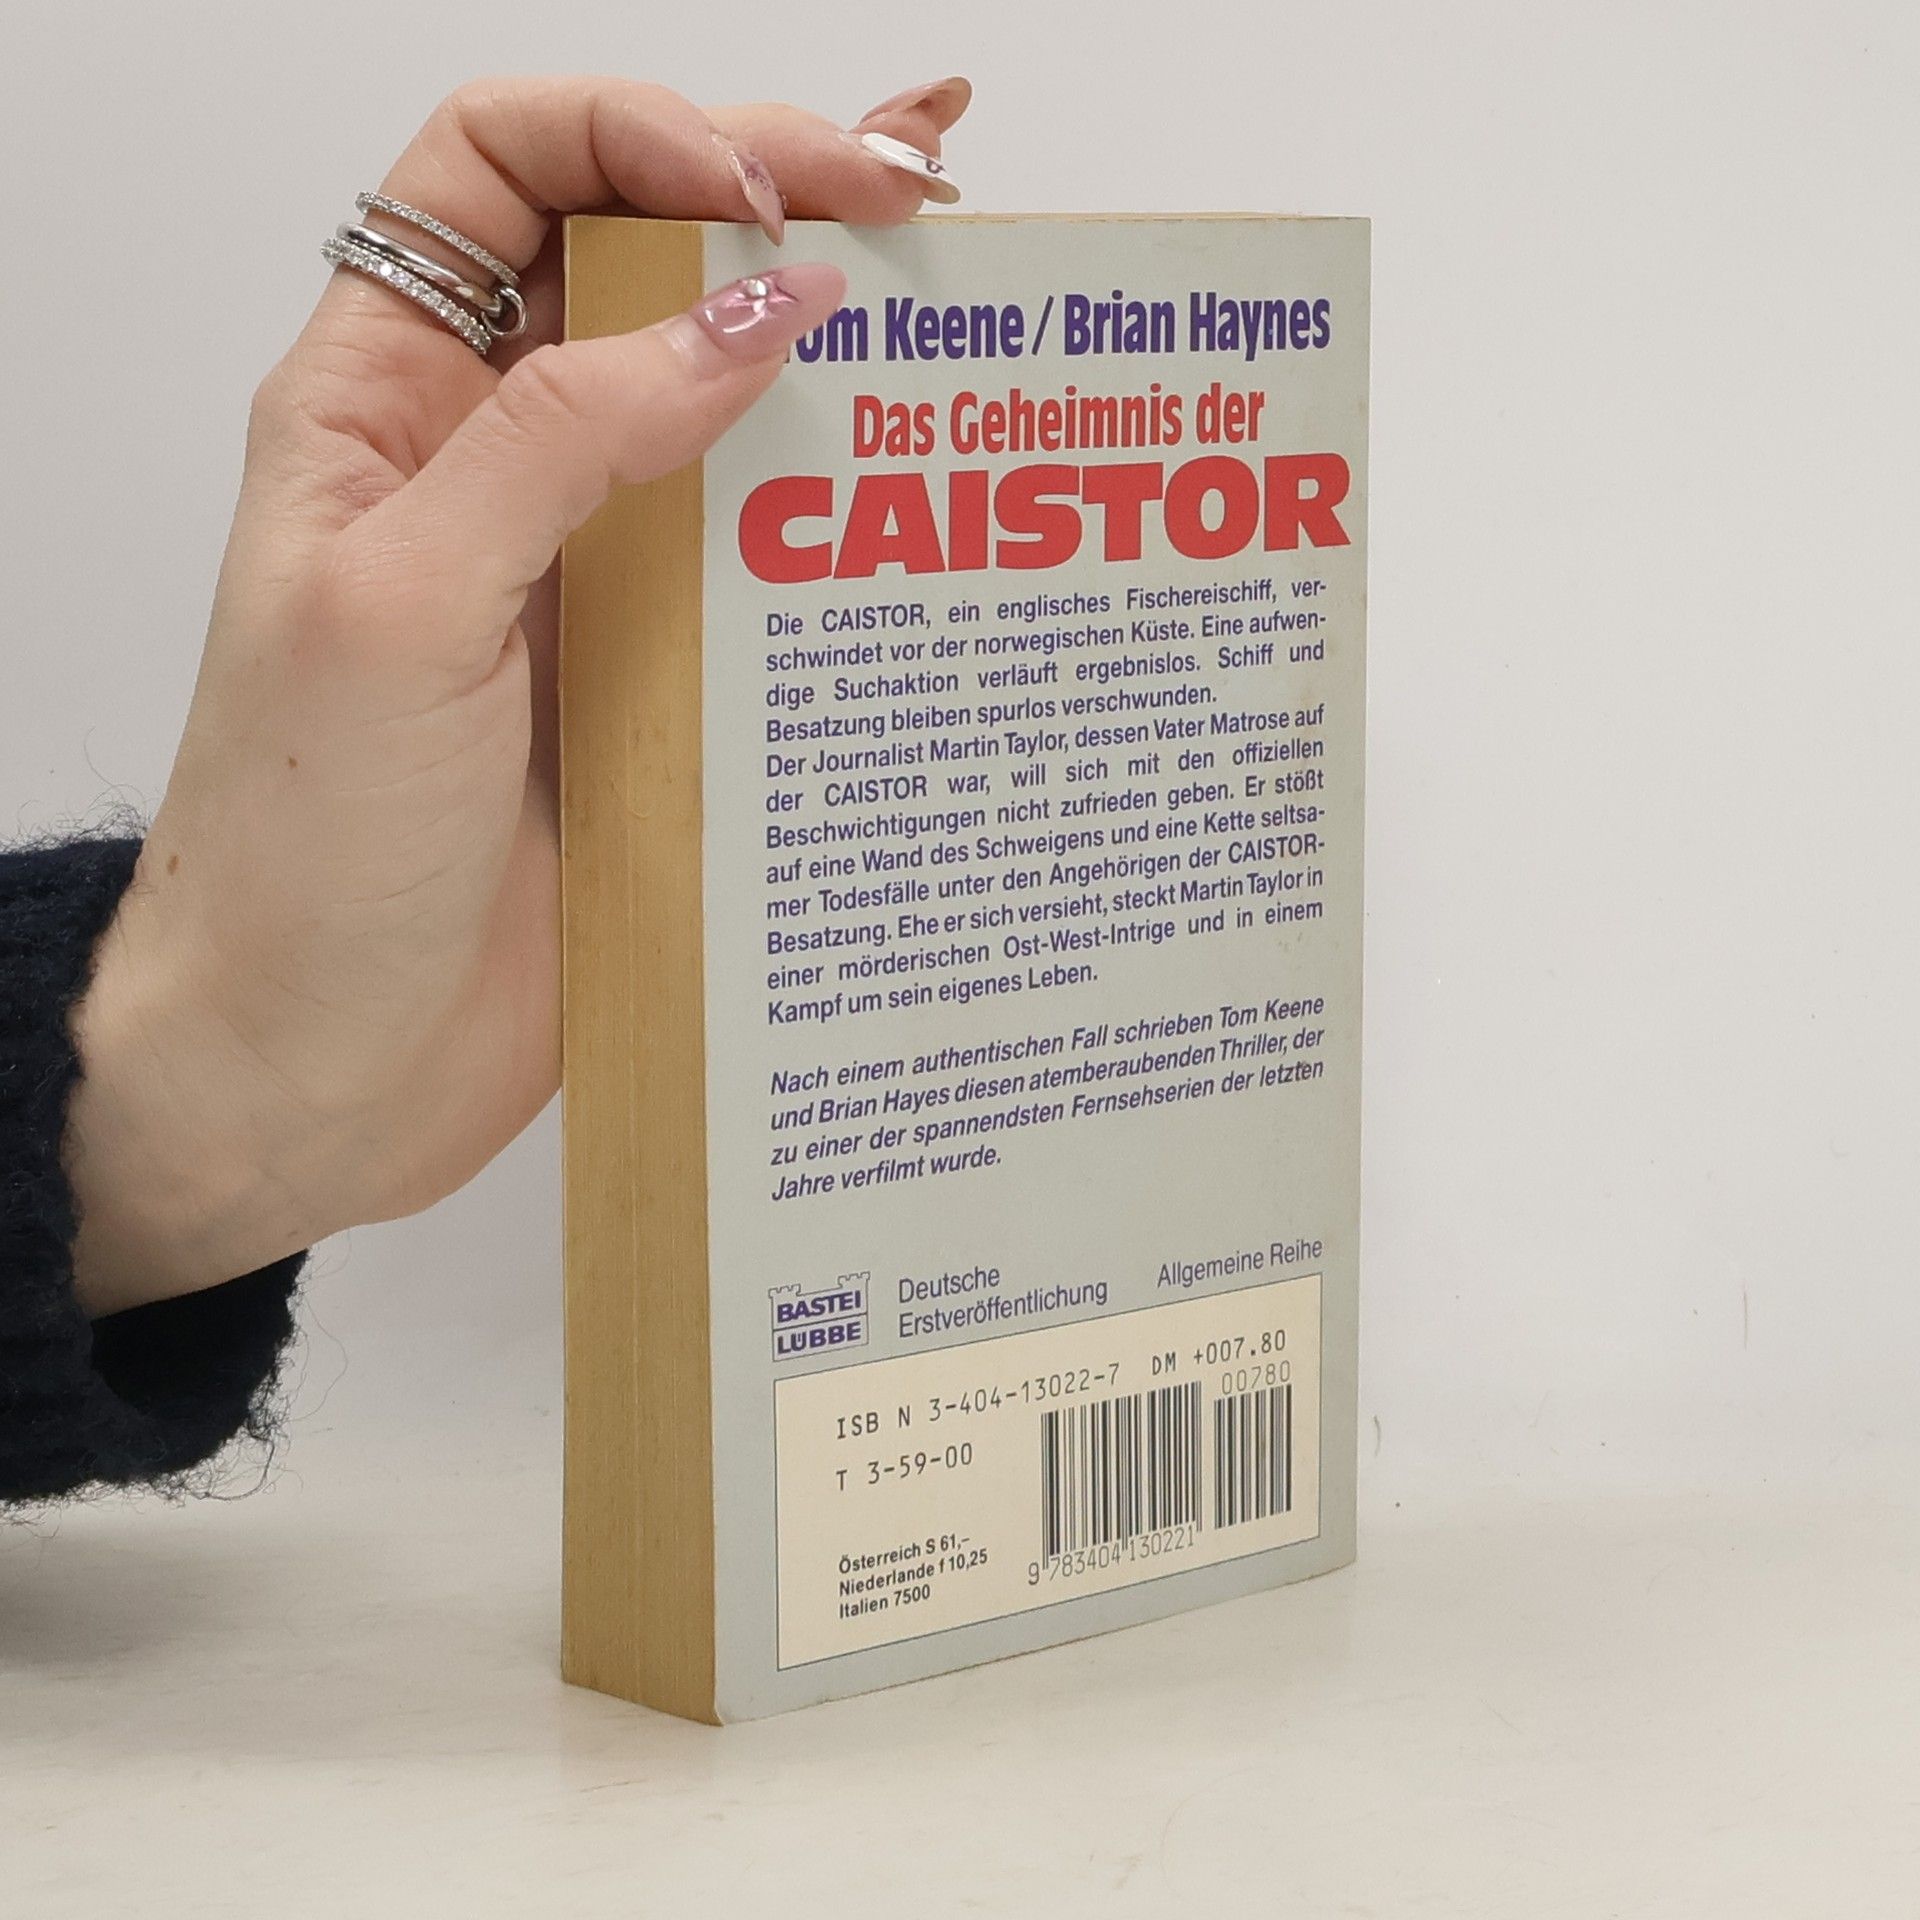 Tom Keene / Brian Haynes
Das Geheimnis der
CAISTOR
Die CAISTOR, ein englisches Fischereischiff, ver-
schwindet vor der norwegischen Küste. Eine aufwen-
dige Suchaktion verläuft ergebnislos. Schiff und
Besatzung bleiben spurlos verschwunden.
Der Journalist Martin Taylor, dessen Vater Matrose auf
der CAISTOR war, will sich mit den offiziellen
Beschwichtigungen nicht zufrieden geben. Er stößt
auf eine Wand des Schweigens und eine Kette seltsa-
mer Todesfälle unter den Angehörigen der CAISTOR-
Besatzung. Ehe er sich versieht, steckt Martin Taylor in
einer mörderischen Ost-West-Intrige und in einem
Kampf um sein eigenes Leben.
Nach einem authentischen Fall schrieben Tom Keene
und Brian Hayes diesen atemberaubenden Thriller, der
zu einer der spannendsten Fernsehserien der letzten
Jahre verfilmt wurde.
BASTEI
LÜBBE
Deutsche
Erstveröffentlichung
Allgemeine Reihe
ISB N 3-404-13022-7 DM +007.80
00780
T 3-59-00
Österreich S 61,–
Niederlande f 10,25
Italien 7500
9 783404 130221